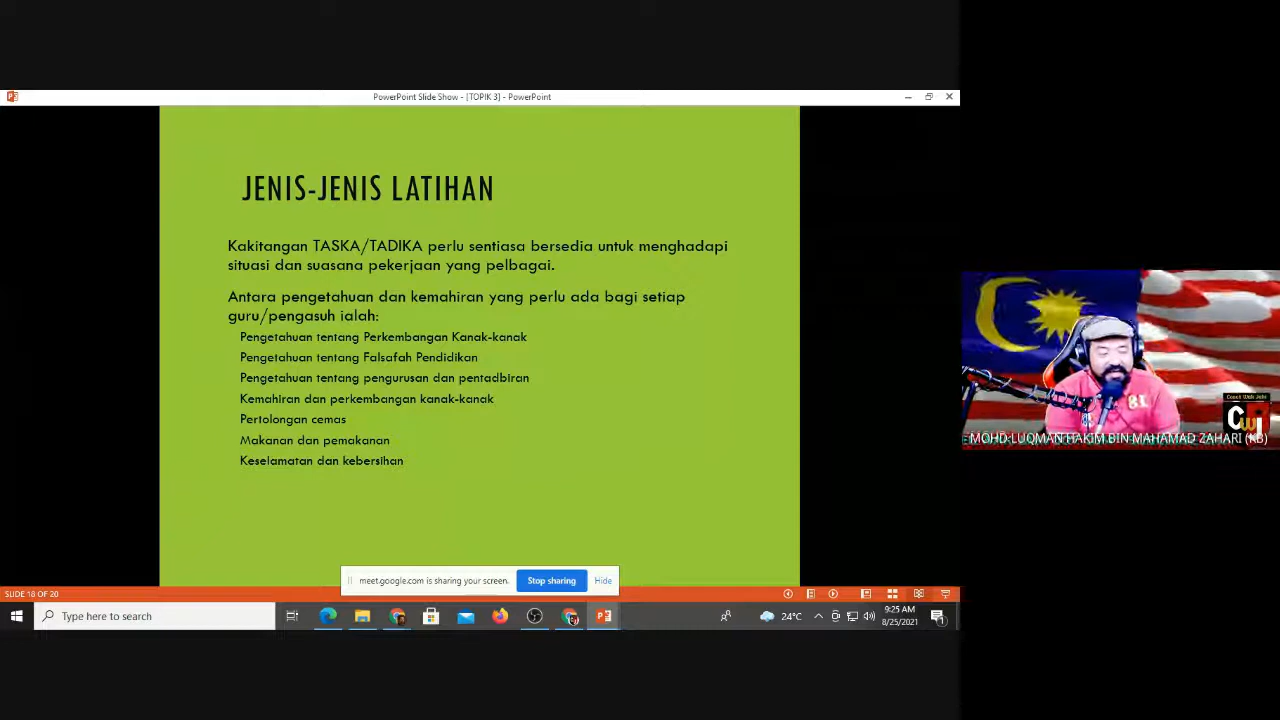 PowerPoint Slide Show - [TOPIK 3] - PowerPoint
JENIS-JENIS LATIHAN
Kakitangan TASKA/TADIKA perlu sentiasa bersedia untuk menghadapi
situasi dan suasana pekerjaan yang pelbagai.
Antara pengetahuan dan kemahiran yang perlu ada bagi setiap
guru/pengasuh ialah:
Pengetahuan tentang Perkembangan Kanak-kanak
Pengetahuan tentang Falsafah Pendidikan
Pengetahuan tentang pengurusan dan pentadbiran
Kemahiran dan perkembangan kanak-kanak
Pertolongan cemas
Makanan dan pemakanan
Keselamatan dan kebersihan
meet.google.com is sharing your screen.
Stop sharing
Hide
SLIDE 18 OF 20
Type here to search
24°C
9:25 AM
8/25/2021
81
MOHD LUQMAN HAKIM BIN MAHAMAD ZAHARI (KB)